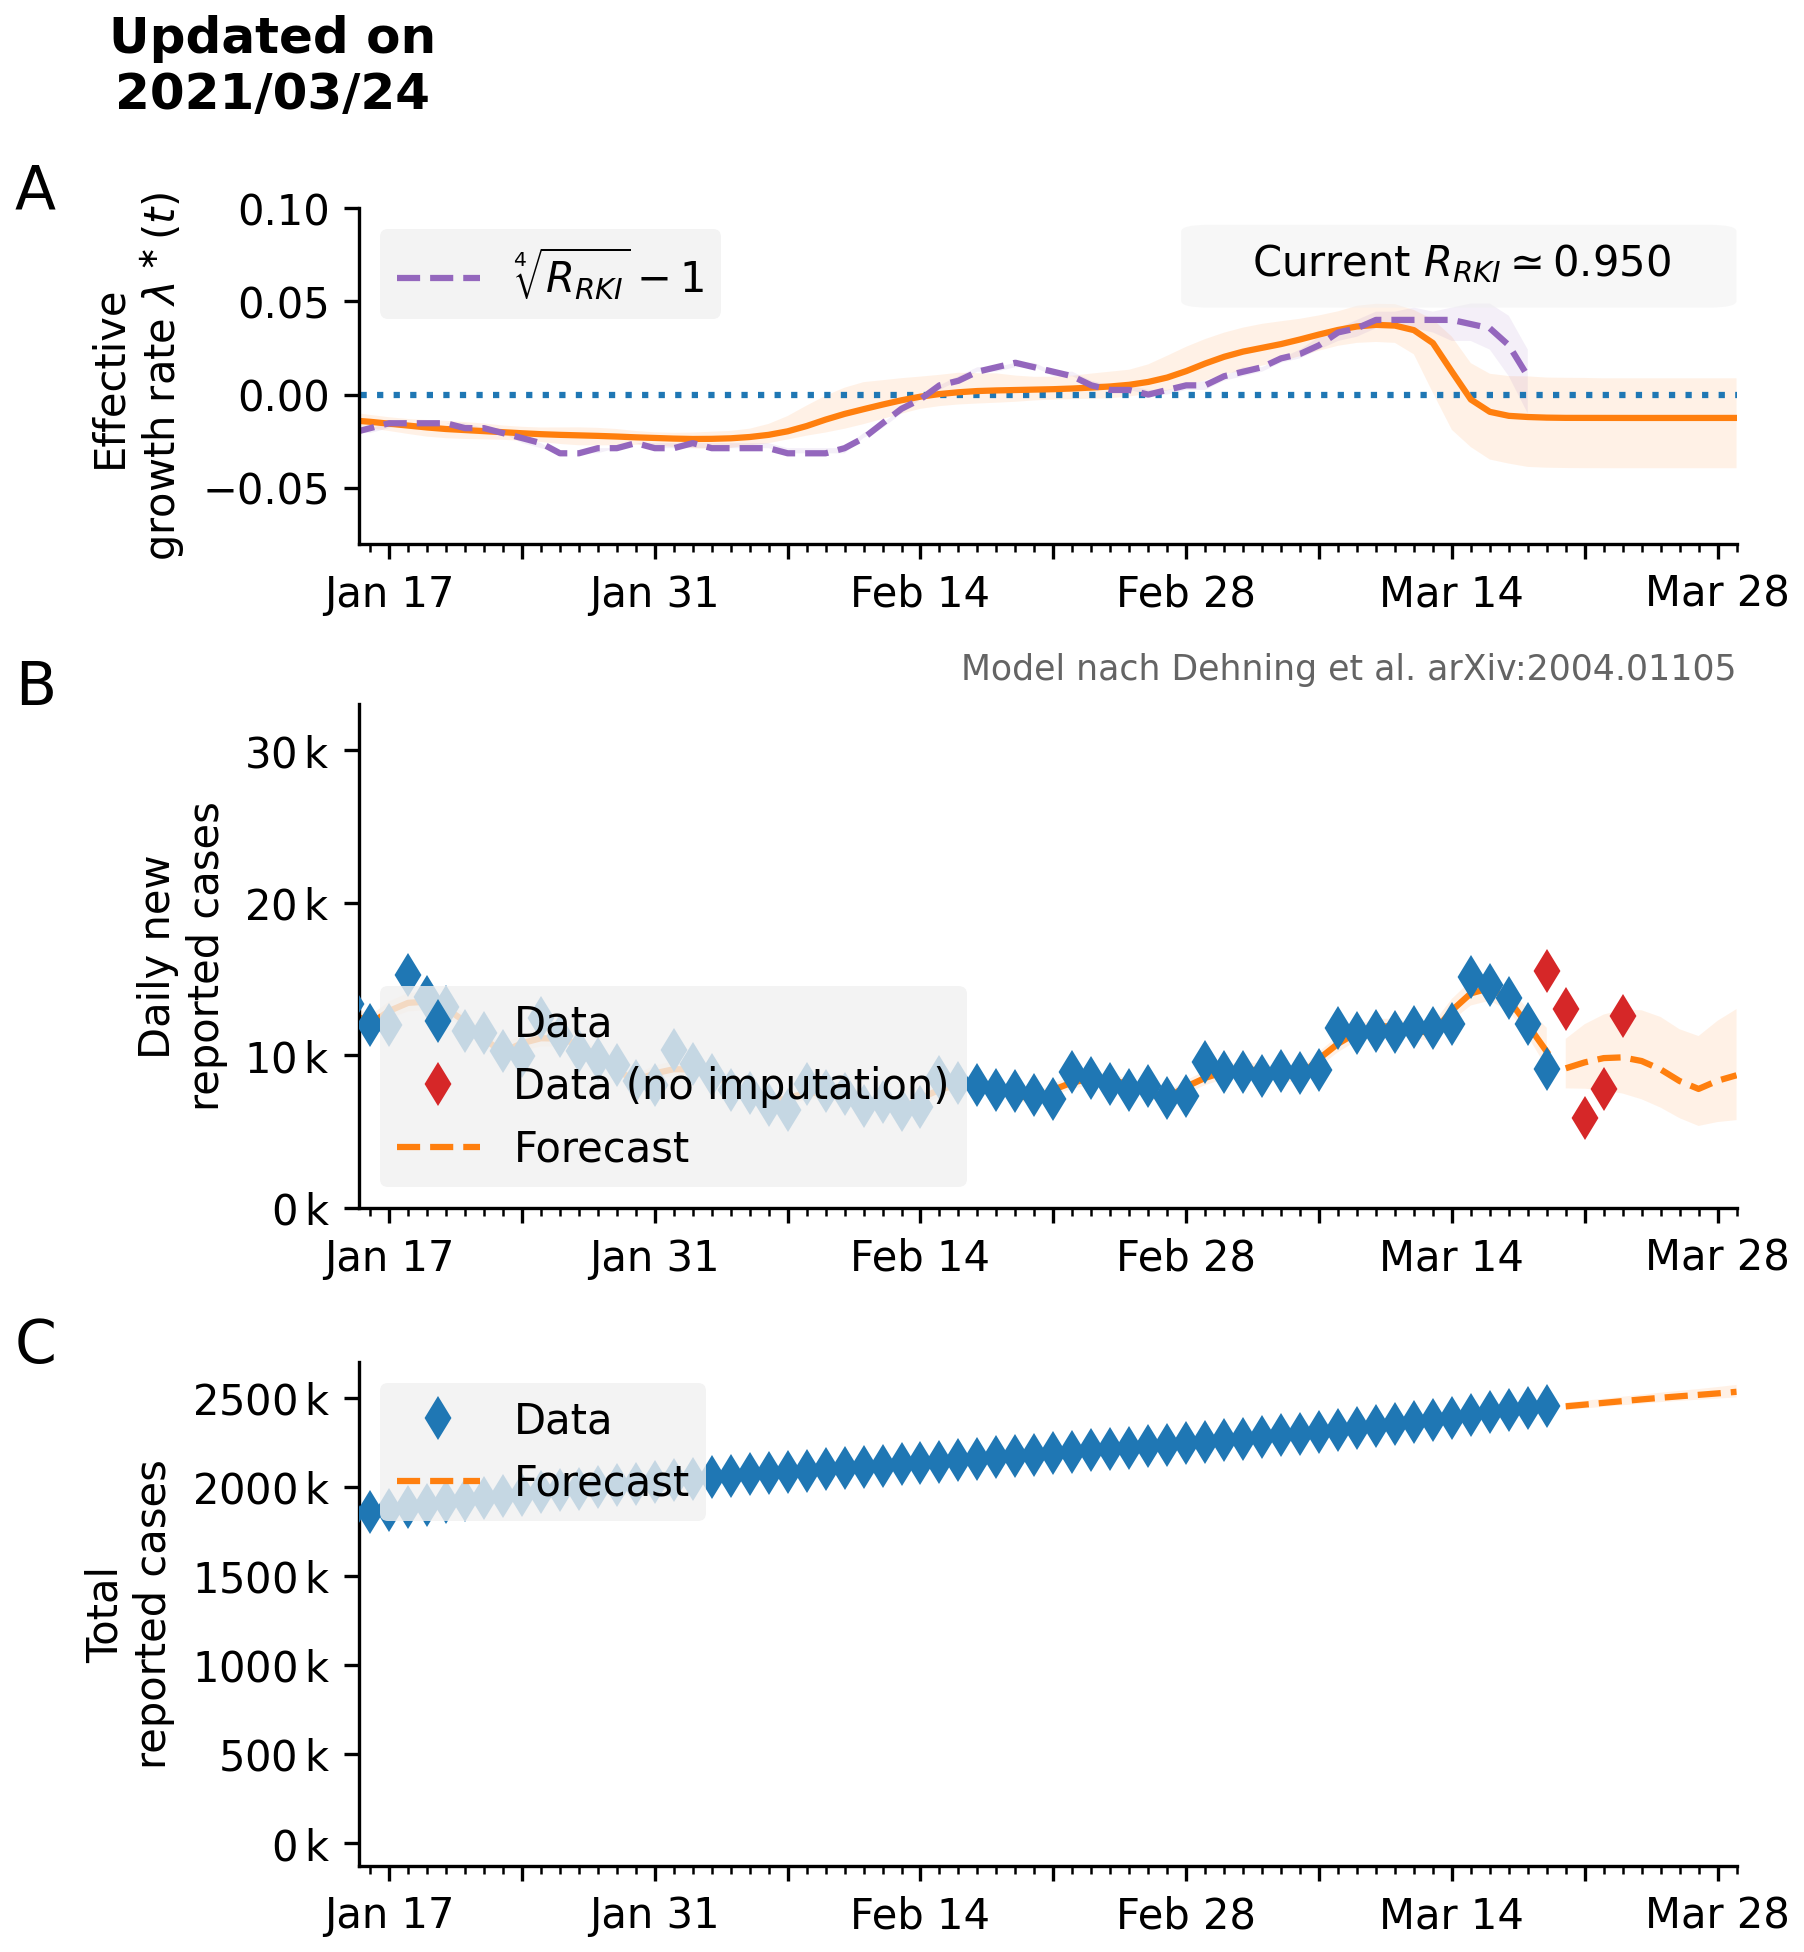 Updated on
2021/03/24
A
Effective
growth rate λ * (t)
0.10
0.05
0.00
−0.05
∜R_RKI − 1
Current R_RKI ≃ 0.950
Jan 17 Jan 31 Feb 14 Feb 28 Mar 14 Mar 28
Model nach Dehning et al. arXiv:2004.01105
B
Daily new
reported cases
30 k
20 k
10 k
0 k
Data
Data (no imputation)
Forecast
Jan 17 Jan 31 Feb 14 Feb 28 Mar 14 Mar 28
C
Total
reported cases
2500 k
2000 k
1500 k
1000 k
500 k
0 k
Data
Forecast
Jan 17 Jan 31 Feb 14 Feb 28 Mar 14 Mar 28